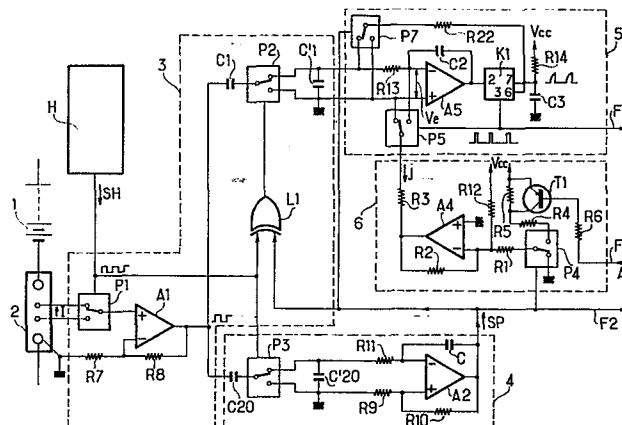 P7
R22
Vcc
5
3
P2
C'1
C2
K1
R14
C1
R13
2 7
3 6
A5
C3
H
Ve
P5
F
SH
j
Vcc
T1
L1
R3
R12
R5
R4
R6
1
A4
6
R2
R1
P4
F
A
P1
A1
2
I
SP
F2
P3
R11
C
R7
R8
C20
C'20
R9
A2
R10
4